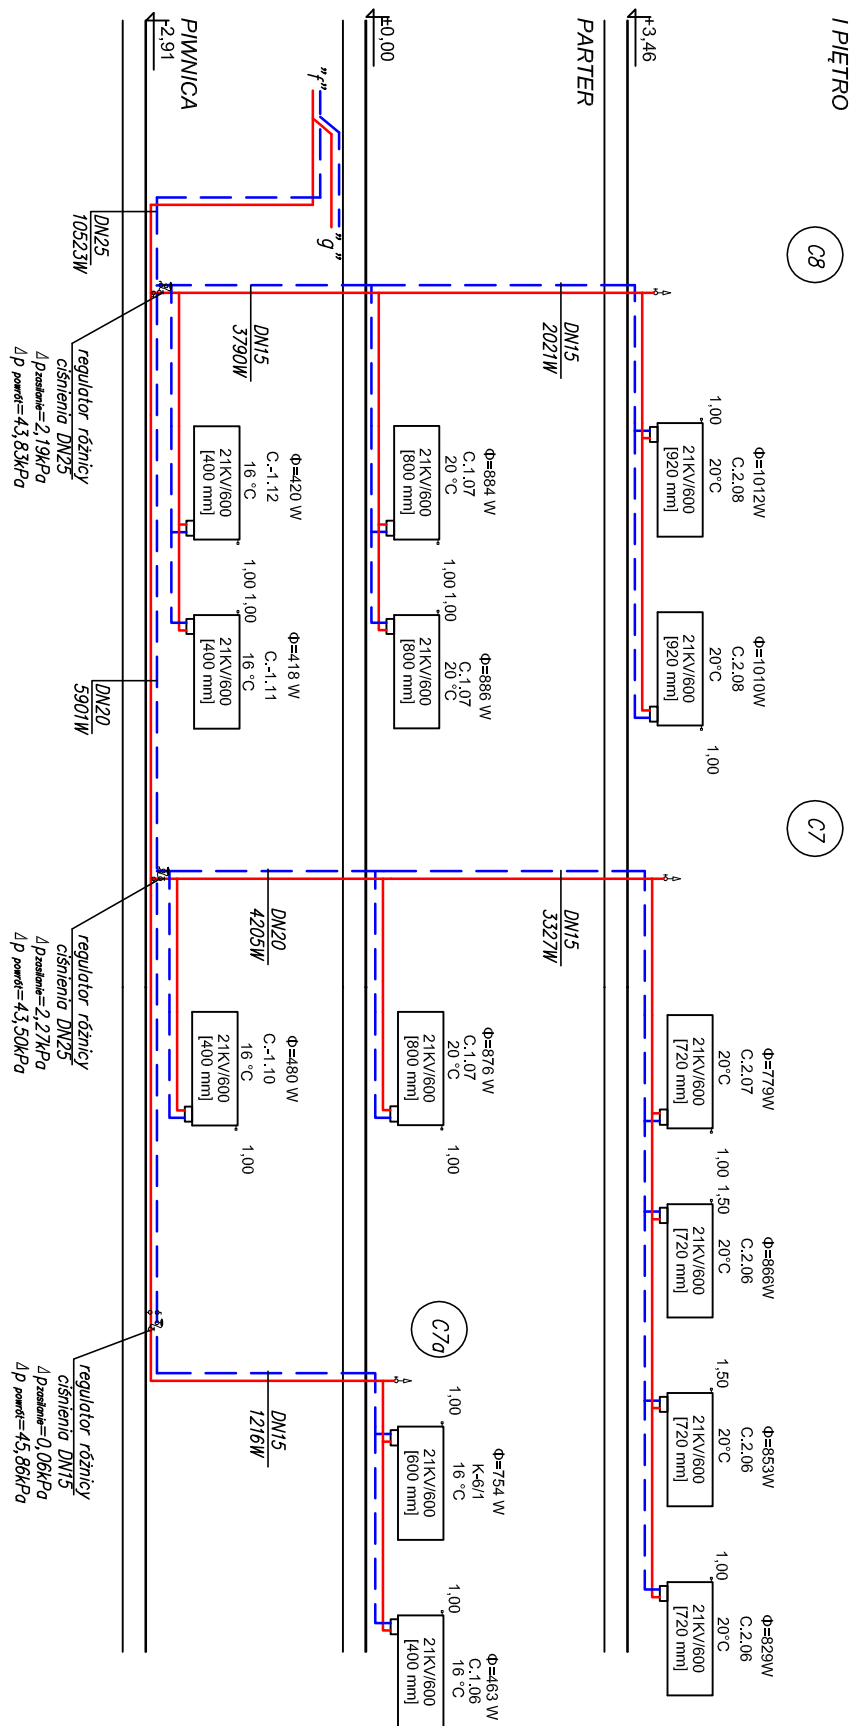 I PIĘTRO
+3,46
PARTER
±0,00
PIWNICA
-2,91
"f"
"g"
C8
C7
C7a
DN25
10523W
DN15
3790W
DN15
2021W
DN20
5901W
DN20
4205W
DN15
3327W
DN15
1216W
Φ=1012W
C.2.08
20°C
21KV/600
[920 mm]
1,00
Φ=1010W
C.2.08
20°C
21KV/600
[920 mm]
1,00
Φ=779W
C.2.07
20°C
21KV/600
[720 mm]
1,00
Φ=866W
C.2.06
20°C
21KV/600
[720 mm]
1,50
Φ=853W
C.2.06
20°C
21KV/600
[720 mm]
1,50
Φ=829W
C.2.06
20°C
21KV/600
[720 mm]
1,00
Φ=884 W
C.1.07
20 °C
21KV/600
[800 mm]
1,00
Φ=886 W
C.1.07
20 °C
21KV/600
[800 mm]
1,00
Φ=876 W
C.1.07
20 °C
21KV/600
[800 mm]
1,00
Φ=754 W
K-6/1
16 °C
21KV/600
[600 mm]
1,00
Φ=463 W
C.1.06
16 °C
21KV/600
[400 mm]
1,00
Φ=420 W
C.-1.12
16 °C
21KV/600
[400 mm]
1,00
Φ=418 W
C.-1.11
16 °C
21KV/600
[400 mm]
1,00
Φ=480 W
C.-1.10
16 °C
21KV/600
[400 mm]
1,00
regulator różnicy
ciśnienia DN25
Δp zasilanie=2,19kPa
Δp powrót=43,83kPa
regulator różnicy
ciśnienia DN25
Δp zasilanie=2,27kPa
Δp powrót=43,50kPa
regulator różnicy
ciśnienia DN15
Δp zasilanie=0,06kPa
Δp powrót=45,86kPa